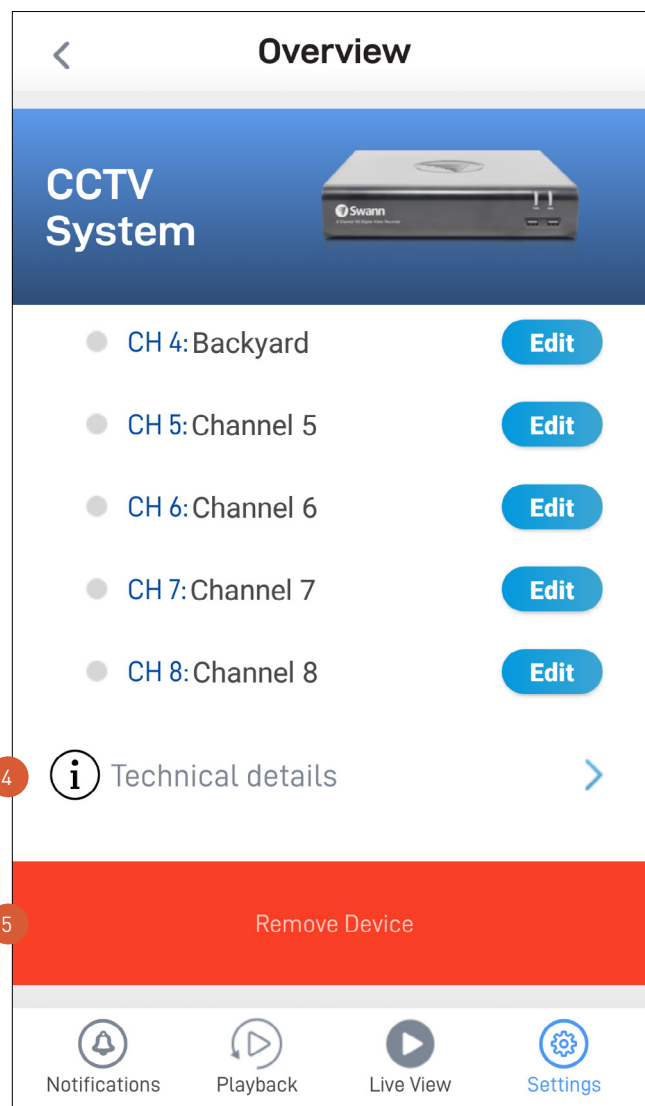 Overview
CCTV
System
Swann
CH 4: Backyard
Edit
CH 5: Channel 5
Edit
CH 6: Channel 6
Edit
CH 7: Channel 7
Edit
CH 8: Channel 8
Edit
4
i Technical details
5
Remove Device
Notifications
Playback
Live View
Settings